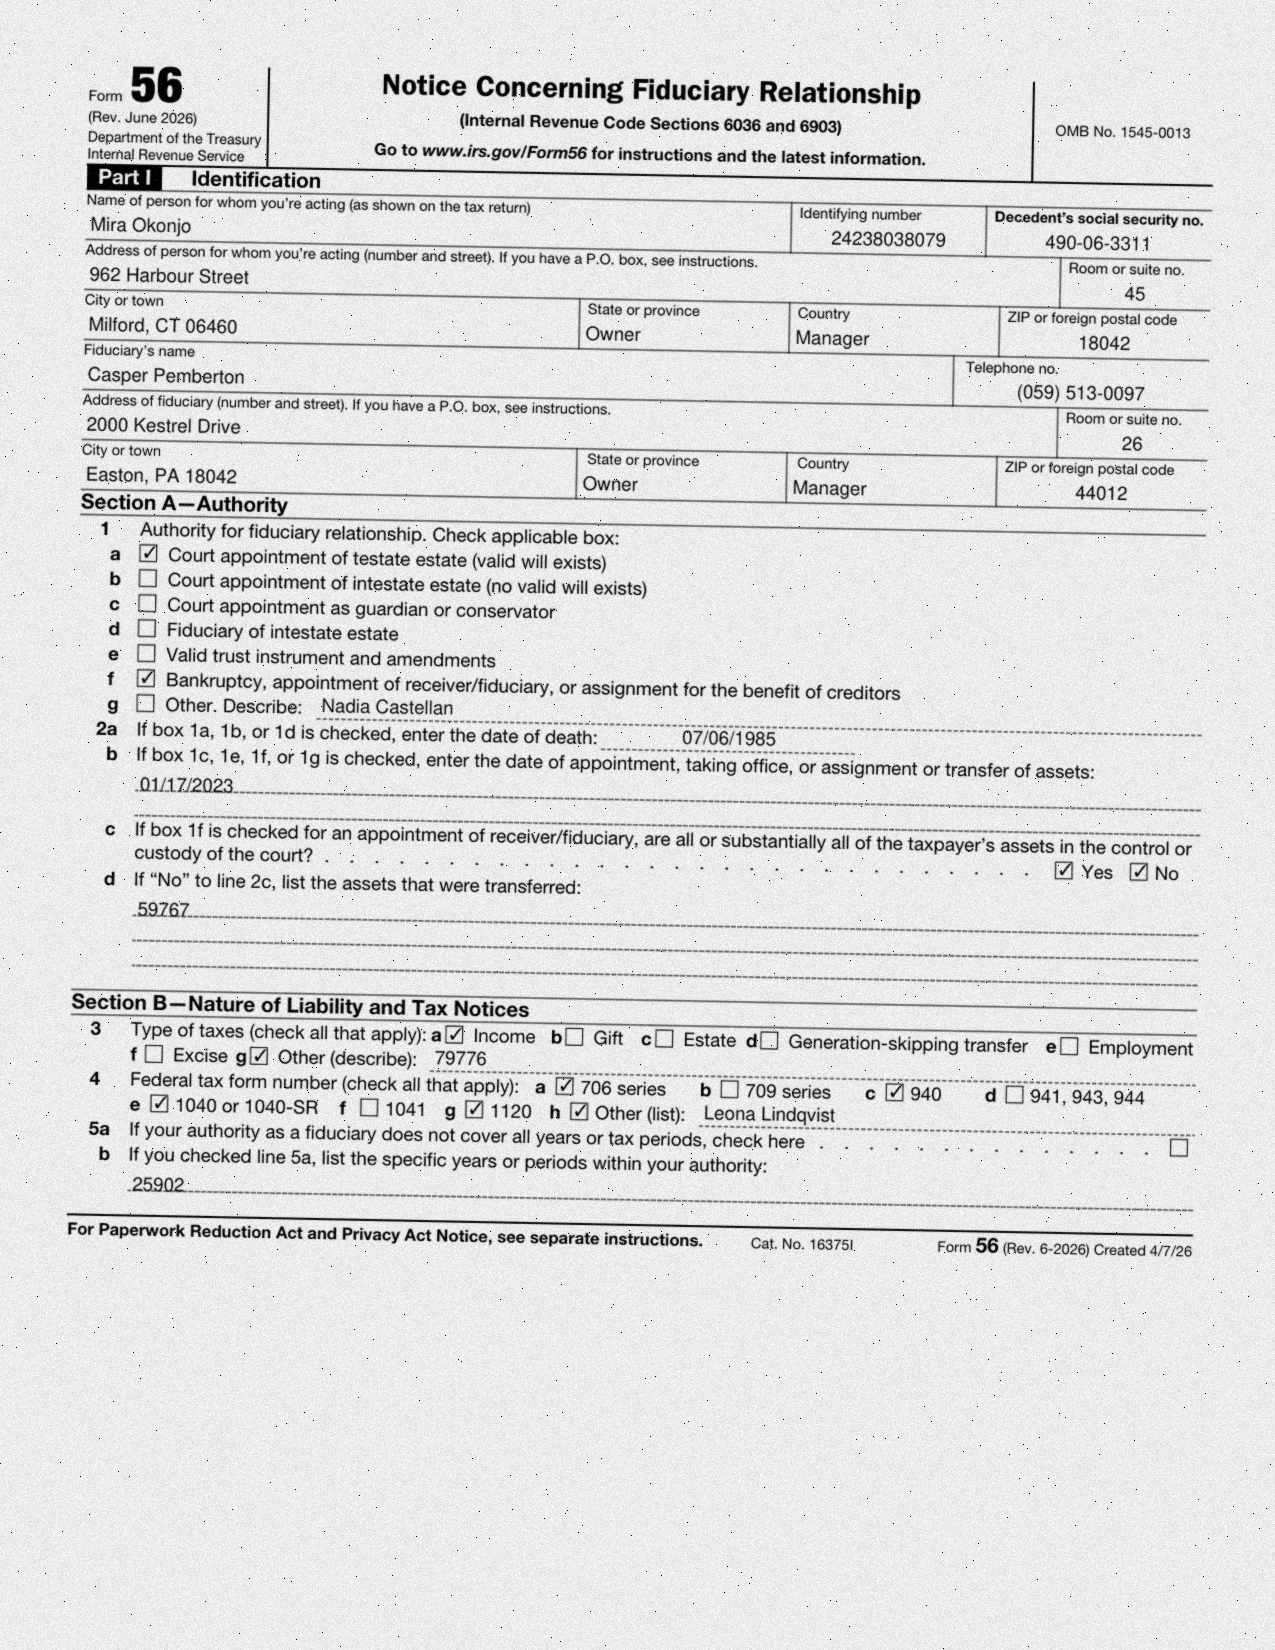 Form 56
(Rev. June 2026)
Department of the Treasury
Internal Revenue Service
Notice Concerning Fiduciary Relationship
(Internal Revenue Code Sections 6036 and 6903)
Go to www.irs.gov/Form56 for instructions and the latest information.
OMB No. 1545-0013
Part I Identification
Name of person for whom you're acting (as shown on the tax return)
Mira Okonjo
Identifying number
24238038079
Decedent's social security no.
490-06-3311
Address of person for whom you're acting (number and street). If you have a P.O. box, see instructions.
962 Harbour Street
Room or suite no.
45
City or town
Milford, CT 06460
State or province
Owner
Country
Manager
ZIP or foreign postal code
18042
Fiduciary's name
Casper Pemberton
Telephone no.
(059) 513-0097
Address of fiduciary (number and street). If you have a P.O. box, see instructions.
2000 Kestrel Drive
Room or suite no.
26
City or town
Easton, PA 18042
State or province
Owner
Country
Manager
ZIP or foreign postal code
44012
Section A—Authority
1 Authority for fiduciary relationship. Check applicable box:
a ☑ Court appointment of testate estate (valid will exists)
b ☐ Court appointment of intestate estate (no valid will exists)
c ☐ Court appointment as guardian or conservator
d ☐ Fiduciary of intestate estate
e ☐ Valid trust instrument and amendments
f ☑ Bankruptcy, appointment of receiver/fiduciary, or assignment for the benefit of creditors
g ☐ Other. Describe: Nadia Castellan
2a If box 1a, 1b, or 1d is checked, enter the date of death: 07/06/1985
b If box 1c, 1e, 1f, or 1g is checked, enter the date of appointment, taking office, or assignment or transfer of assets:
01/17/2023
c If box 1f is checked for an appointment of receiver/fiduciary, are all or substantially all of the taxpayer's assets in the control or
custody of the court? . . . . . . . . . . . . . . . . . . . . . . . . . . . . ☑ Yes ☑ No
d If "No" to line 2c, list the assets that were transferred:
59767
Section B—Nature of Liability and Tax Notices
3 Type of taxes (check all that apply): a ☑ Income b ☐ Gift c ☐ Estate d ☐ Generation-skipping transfer e ☐ Employment
f ☐ Excise g ☑ Other (describe): 79776
4 Federal tax form number (check all that apply): a ☑ 706 series b ☐ 709 series c ☑ 940 d ☐ 941, 943, 944
e ☑ 1040 or 1040-SR f ☐ 1041 g ☑ 1120 h ☑ Other (list): Leona Lindqvist
5a If your authority as a fiduciary does not cover all years or tax periods, check here . . . . . . . . . . . . . . ☐
b If you checked line 5a, list the specific years or periods within your authority:
25902
For Paperwork Reduction Act and Privacy Act Notice, see separate instructions. Cat. No. 16375I Form 56 (Rev. 6-2026) Created 4/7/26